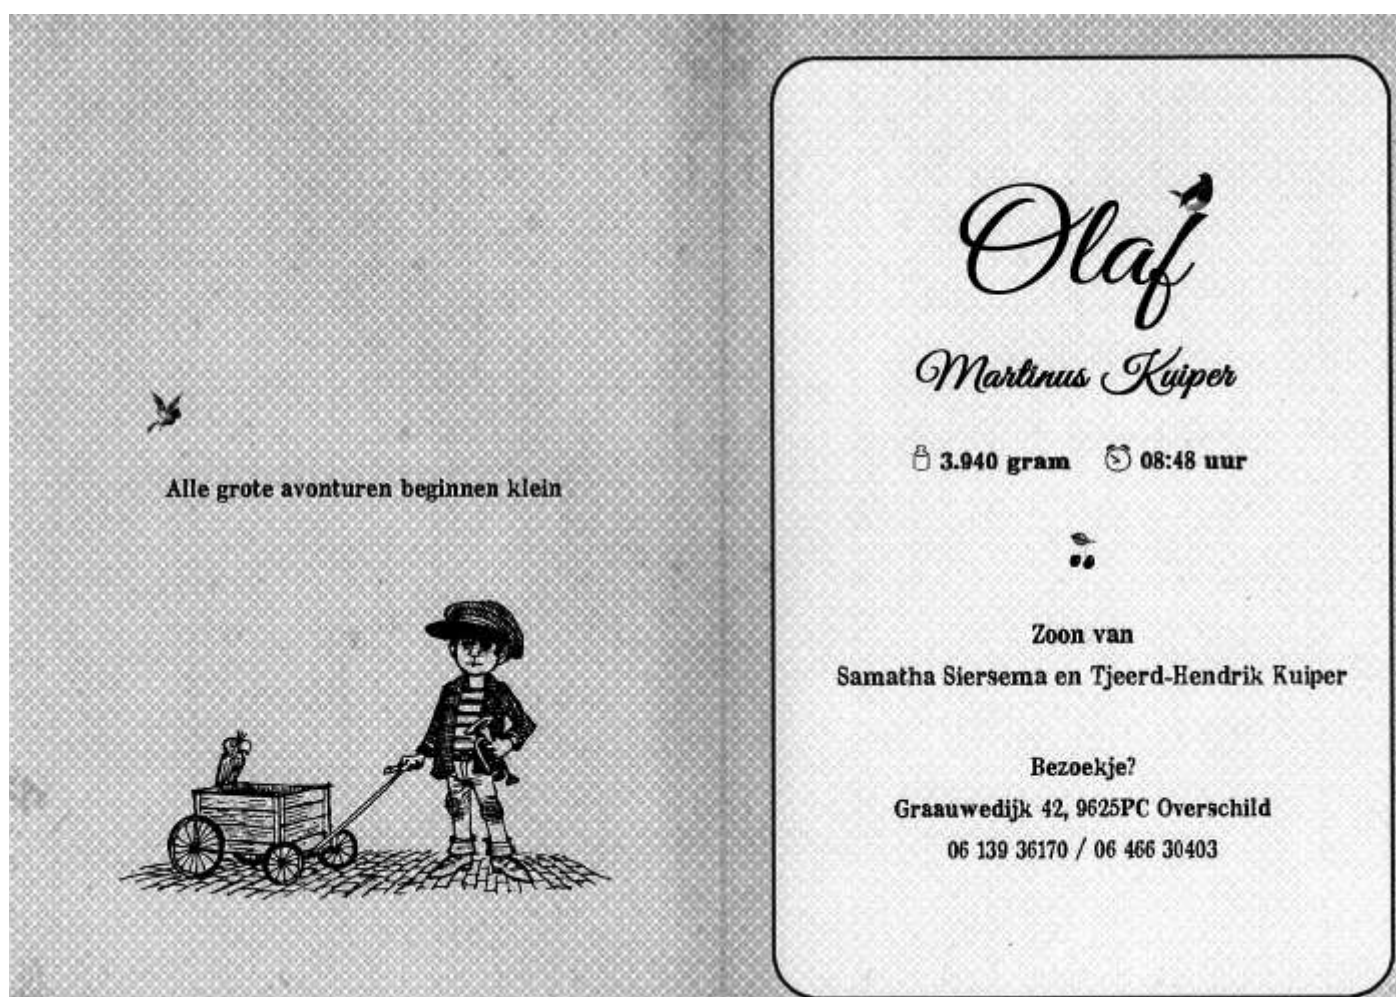 Alle grote avonturen beginnen klein
Olaf
Martinus Kuiper
3.940 gram 08:48 uur
Zoon van
Samatha Siersema en Tjeerd-Hendrik Kuiper
Bezoekje?
Graauwedijk 42, 9625PC Overschild
06 139 36170 / 06 466 30403